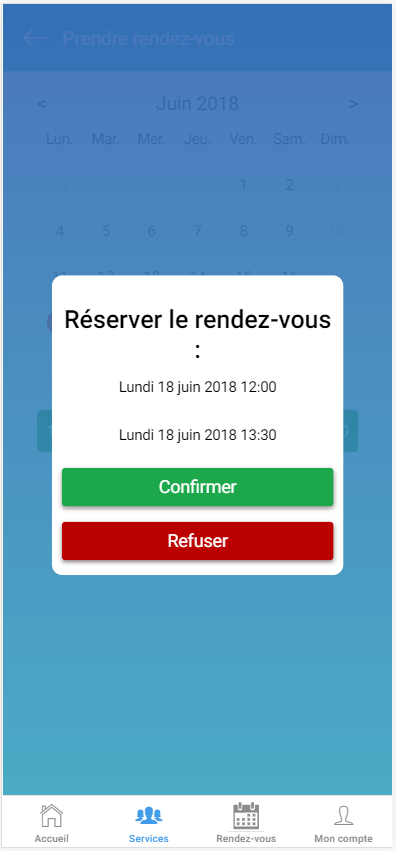 Prendre rendez-vous
< Juin 2018 >
Lun. Mar. Mer. Jeu. Ven. Sam. Dim.
28 29 30 31 1 2 3
4 5 6 7 8 9 10
11 12 13 14 15 16
Réserver le rendez-vous
:
Lundi 18 juin 2018 12:00
Lundi 18 juin 2018 13:30
Confirmer
Refuser
Accueil Services Rendez-vous Mon compte